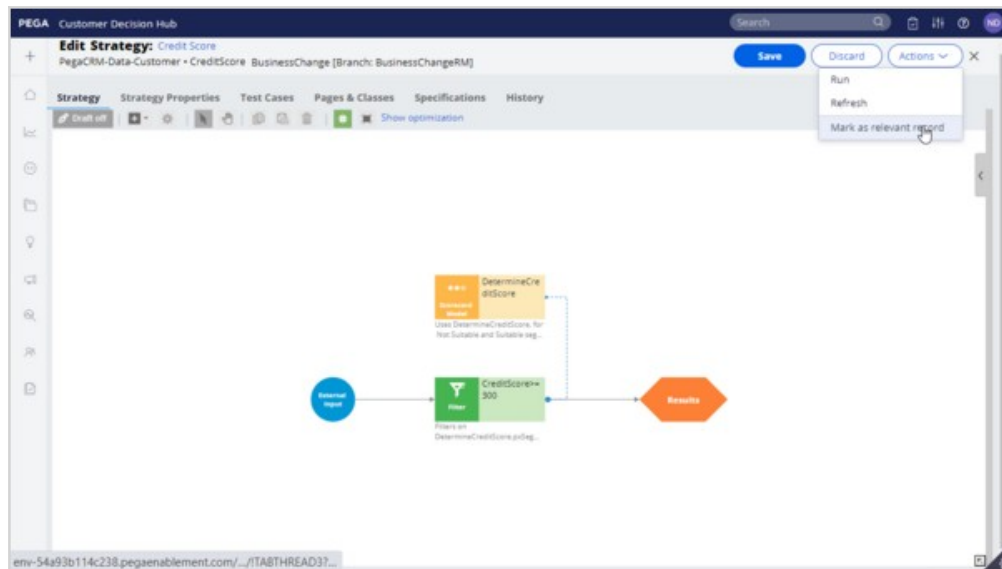 PEGA Customer Decision Hub
Search
ND
Edit Strategy: Credit Score
PegaCRM-Data-Customer • CreditScore BusinessChange [Branch: BusinessChangeRM]
Save
Discard
Actions
Run
Refresh
Mark as relevant record
Strategy Strategy Properties Test Cases Pages & Classes Specifications History
Draft off
Show optimization
DetermineCre
ditScore
Scorecard
Model
Uses DetermineCreditScore, for
Not Suitable and Suitable seg...
External
Input
CreditScore>=
300
Filter
Filters on
DetermineCreditScore.pxSeg...
Results
env-54a93b114c238.pegaenablement.com/.../!TABTHREAD3?...